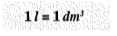 1 l = 1 dm³